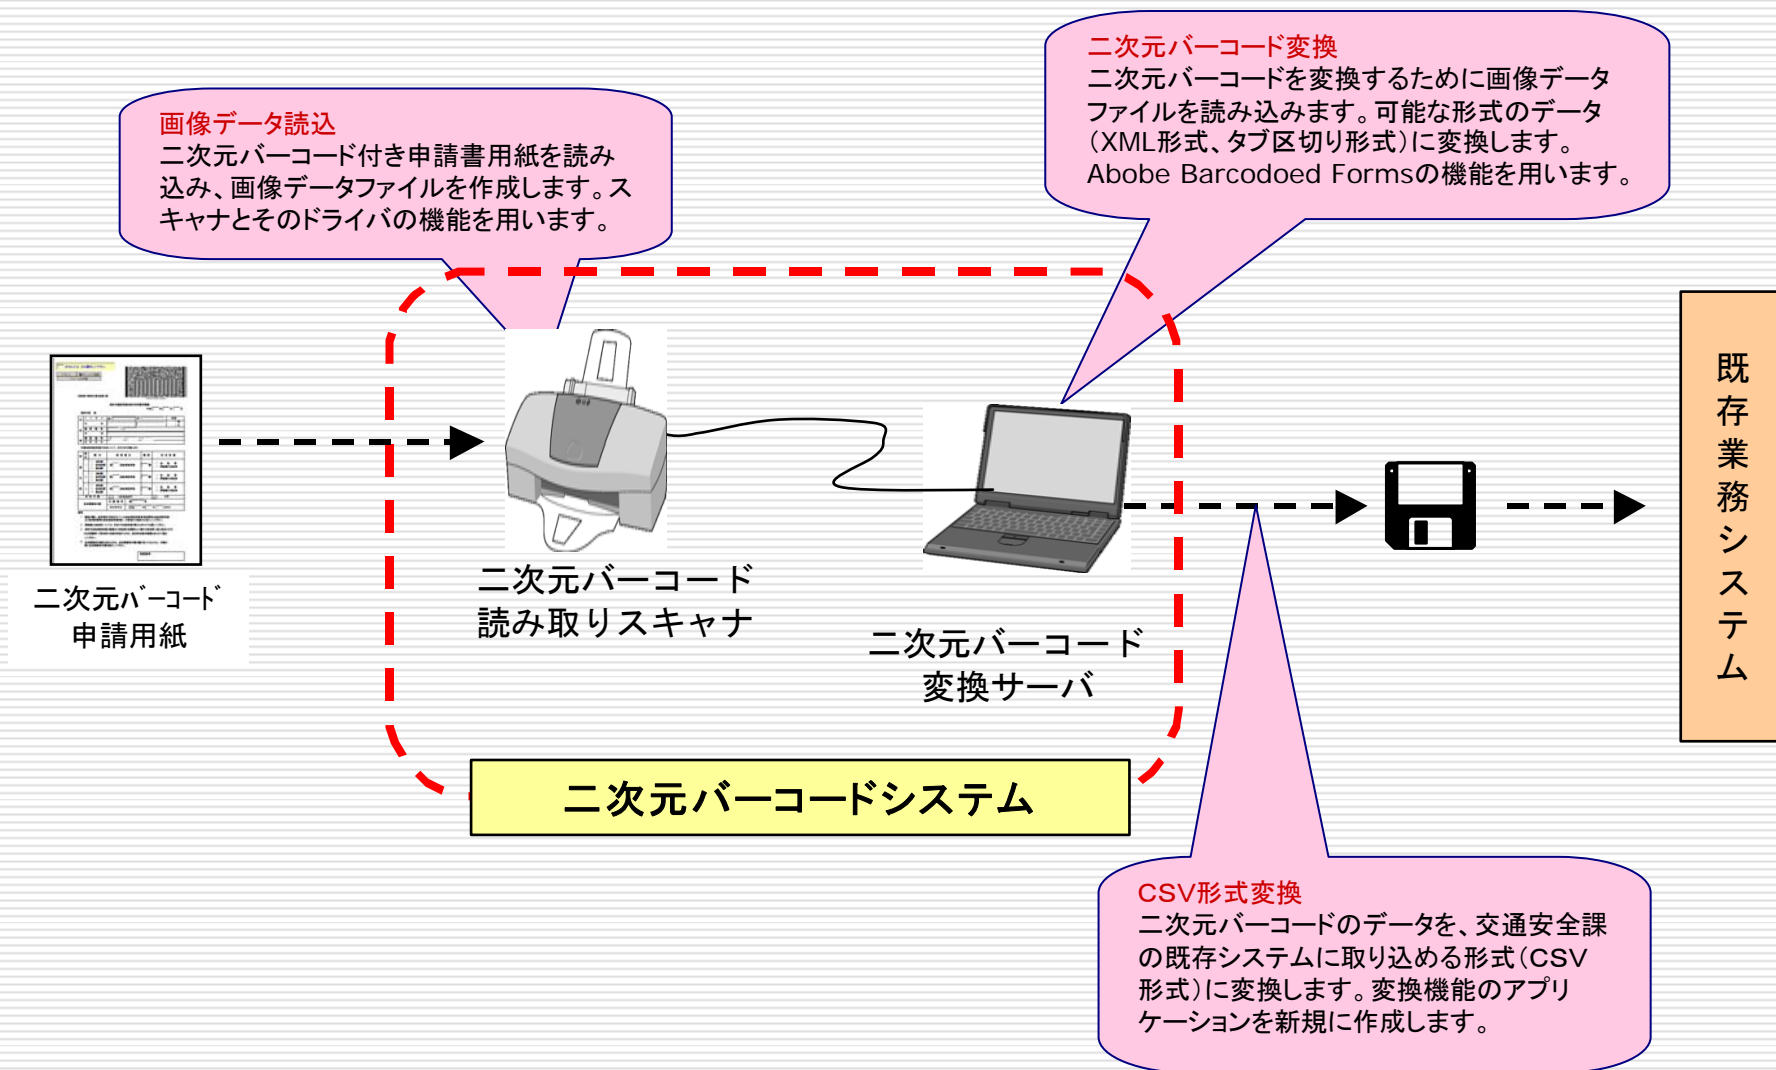 二次元バーコード変換
二次元バーコードを変換するために画像データ
ファイルを読み込みます。可能な形式のデータ
（XML形式、タブ区切り形式）に変換します。
Abobe Barcodoed Formsの機能を用います。
画像データ読込
二次元バーコード付き申請書用紙を読み
込み、画像データファイルを作成します。ス
キャナとそのドライバの機能を用います。
二次元ﾊﾞｰｺｰﾄﾞ
申請用紙
二次元バーコード
読み取りスキャナ
二次元バーコード
変換サーバ
既存業務システム
二次元バーコードシステム
CSV形式変換
二次元バーコードのデータを、交通安全課
の既存システムに取り込める形式（CSV
形式）に変換します。変換機能のアプリ
ケーションを新規に作成します。